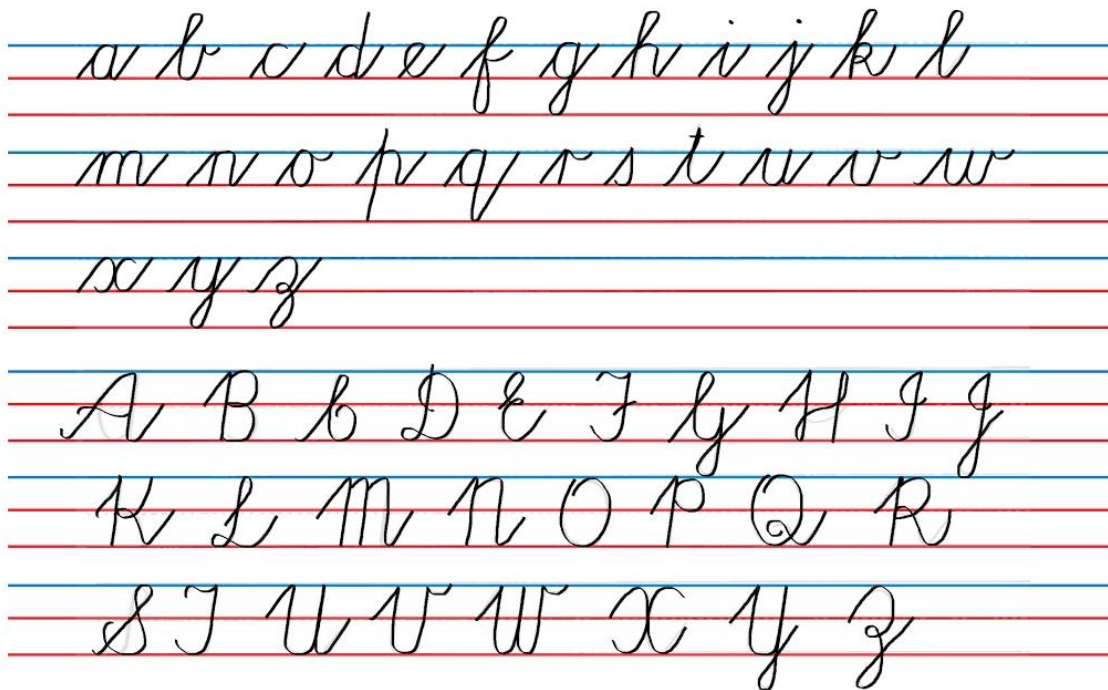 a b c d e f g h i j k l
m n o p q r s t u v w
x y z
A B C D E F G H I J
K L M N O P Q R
S T U V W X Y Z